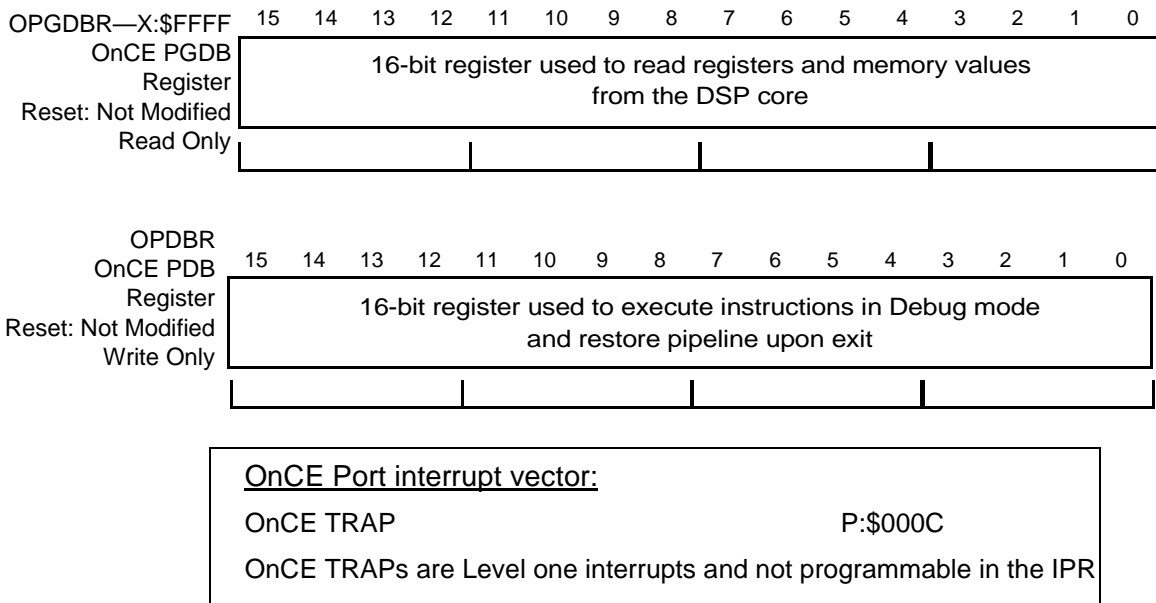 OPGDBR—X:$FFFF 15 14 13 12 11 10 9 8 7 6 5 4 3 2 1 0
OnCE PGDB
Register
Reset: Not Modified
Read Only
16-bit register used to read registers and memory values
from the DSP core
OPDBR
OnCE PDB
Register
Reset: Not Modified
Write Only
15 14 13 12 11 10 9 8 7 6 5 4 3 2 1 0
16-bit register used to execute instructions in Debug mode
and restore pipeline upon exit
OnCE Port interrupt vector:
OnCE TRAP P:$000C
OnCE TRAPs are Level one interrupts and not programmable in the IPR